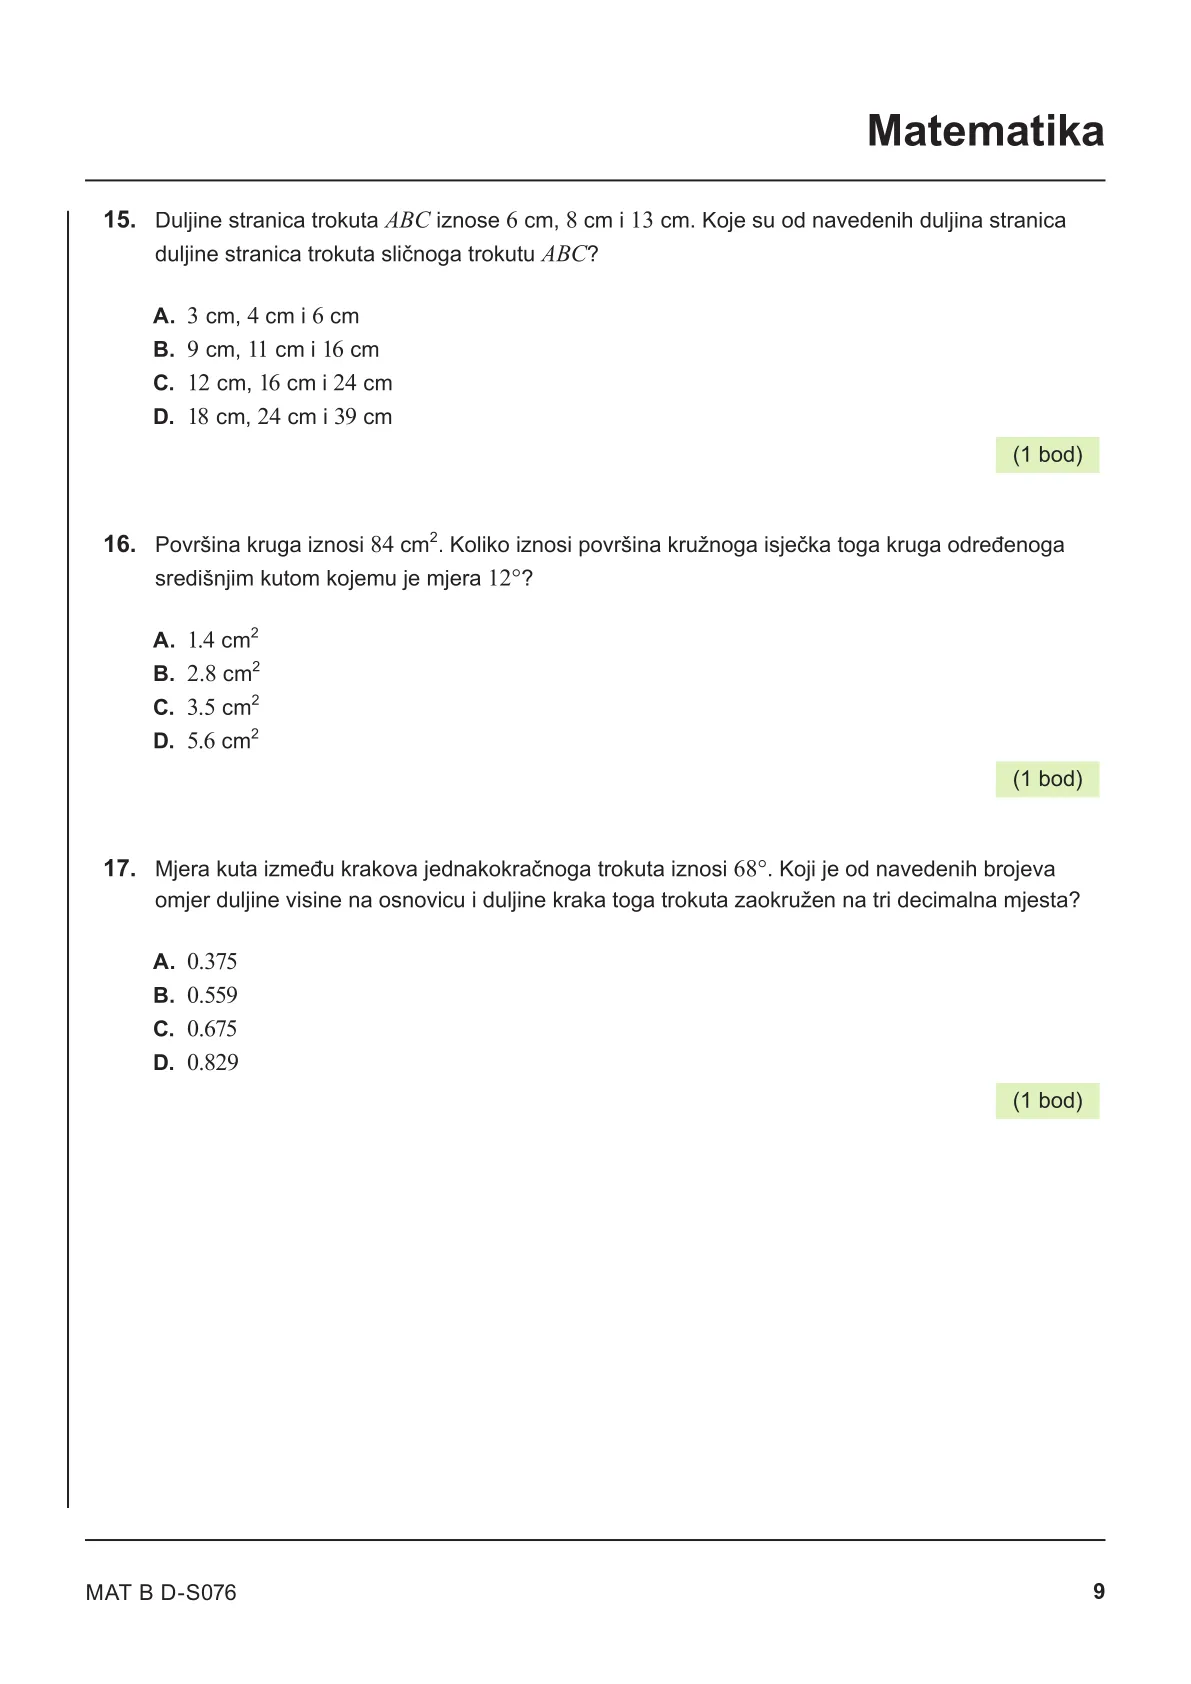 Matematika
15. Duljine stranica trokuta ABC iznose 6 cm, 8 cm i 13 cm. Koje su od navedenih duljina stranica
duljine stranica trokuta sličnoga trokutu ABC?
A. 3 cm, 4 cm i 6 cm
B. 9 cm, 11 cm i 16 cm
C. 12 cm, 16 cm i 24 cm
D. 18 cm, 24 cm i 39 cm
(1 bod)
16. Površina kruga iznosi 84 cm². Koliko iznosi površina kružnoga isječka toga kruga određenoga
središnjim kutom kojemu je mjera 12°?
A. 1.4 cm²
B. 2.8 cm²
C. 3.5 cm²
D. 5.6 cm²
(1 bod)
17. Mjera kuta između krakova jednakokračnoga trokuta iznosi 68°. Koji je od navedenih brojeva
omjer duljine visine na osnovicu i duljine kraka toga trokuta zaokružen na tri decimalna mjesta?
A. 0.375
B. 0.559
C. 0.675
D. 0.829
(1 bod)
MAT B D-S076
9